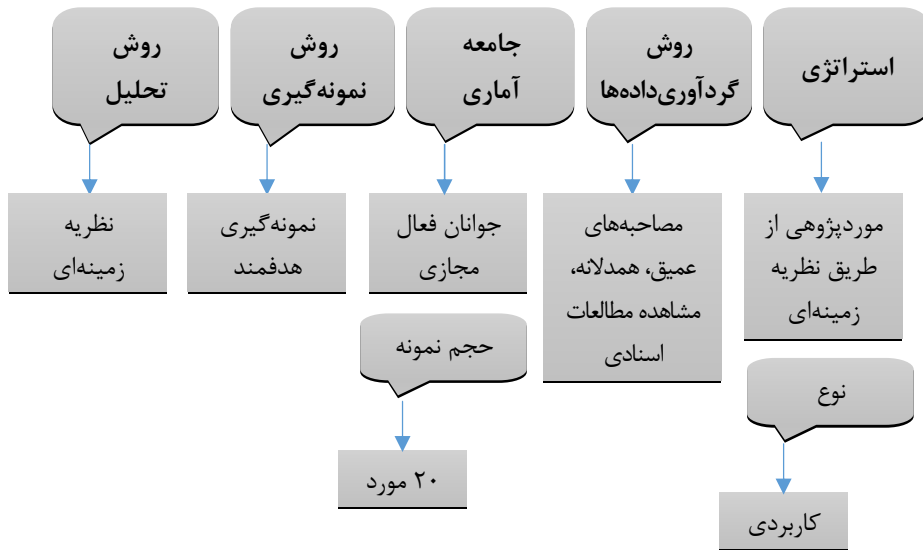 استراتژی
روش
گردآوری‌داده‌ها
جامعه
آماری
روش
نمونه‌گیری
روش
تحلیل
موردپژوهی از
طریق نظریه
زمینه‌ای
مصاحبه‌های
عمیق، همدلانه،
مشاهده مطالعات
اسنادی
جوانان فعال
مجازی
نمونه‌گیری
هدفمند
نظریه
زمینه‌ای
حجم نمونه
۲۰ مورد
نوع
کاربردی